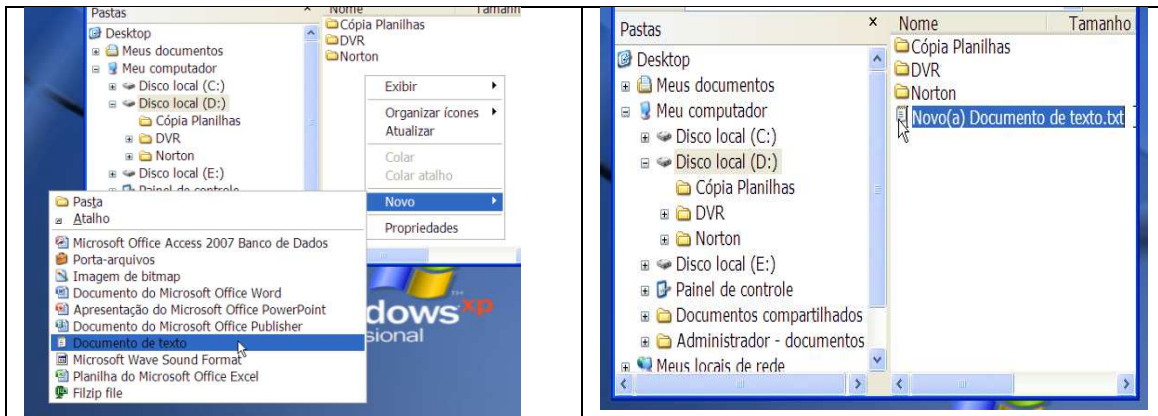 Pastas
×
Nome
Tamanh
Desktop
Meus documentos
Meu computador
Disco local (C:)
Disco local (D:)
Cópia Planilhas
DVR
Norton
Disco local (E:)
Painel de controle
Cópia Planilhas
DVR
Norton
Exibir
Organizar ícones
Atualizar
Colar
Colar atalho
Novo
Propriedades
Pasta
Atalho
Microsoft Office Access 2007 Banco de Dados
Porta-arquivos
Imagem de bitmap
Documento do Microsoft Office Word
Apresentação do Microsoft Office PowerPoint
Documento do Microsoft Office Publisher
Documento de texto
Microsoft Wave Sound Format
Planilha do Microsoft Office Excel
Filzip file
dows xp
sional
Pastas
×
Nome
Tamanho
Desktop
Meus documentos
Meu computador
Disco local (C:)
Disco local (D:)
Cópia Planilhas
DVR
Norton
Disco local (E:)
Painel de controle
Documentos compartilhados
Administrador - documentos
Meus locais de rede
Cópia Planilhas
DVR
Norton
Novo(a) Documento de texto.txt